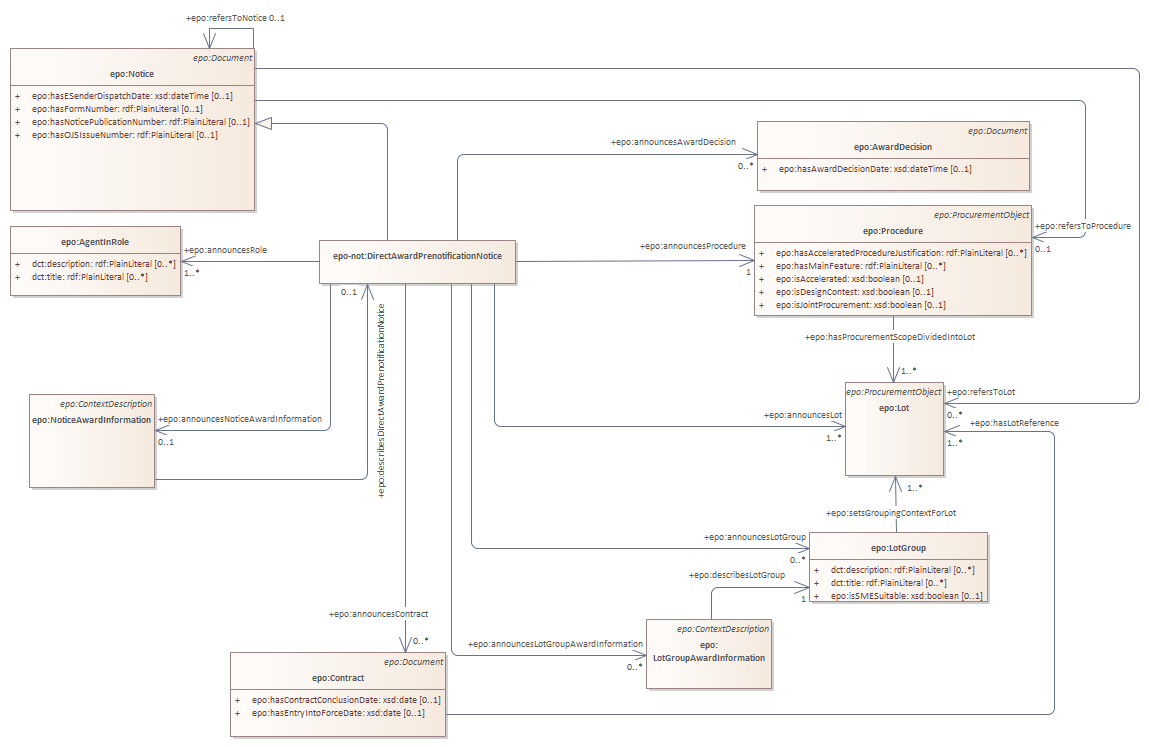 +epo:refersToNotice 0..1
epo:Document
epo:Notice
+ epo:hasESenderDispatchDate: xsd:dateTime [0..1]
+ epo:hasFormNumber: rdf:PlainLiteral [0..1]
+ epo:hasNoticePublicationNumber: rdf:PlainLiteral [0..1]
+ epo:hasOJSIssueNumber: rdf:PlainLiteral [0..1]
+epo:announcesAwardDecision
0..*
epo:Document
epo:AwardDecision
+ epo:hasAwardDecisionDate: xsd:dateTime [0..1]
epo:AgentInRole
+ dct:description: rdf:PlainLiteral [0..*]
+ dct:title: rdf:PlainLiteral [0..*]
+epo:announcesRole
1..*
epo-not:DirectAwardPrenotificationNotice
+epo:announcesProcedure
1
epo:ProcurementObject
epo:Procedure
+ epo:hasAcceleratedProcedureJustification: rdf:PlainLiteral [0..*]
+ epo:hasMainFeature: rdf:PlainLiteral [0..*]
+ epo:isAccelerated: xsd:boolean [0..1]
+ epo:isDesignContest: xsd:boolean [0..1]
+ epo:isJointProcurement: xsd:boolean [0..1]
+epo:refersToProcedure
0..1
0..1
+epo:describesDirectAwardPrenotificationNotice
+epo:hasProcurementScopeDividedIntoLot
1..*
epo:ContextDescription
epo:NoticeAwardInformation
+epo:announcesNoticeAwardInformation
0..1
+epo:announcesLot
1..*
epo:ProcurementObject
epo:Lot
+epo:refersToLot
0..*
+epo:hasLotReference
1..*
1..*
+epo:setsGroupingContextForLot
+epo:announcesLotGroup
0..*
epo:LotGroup
+ dct:description: rdf:PlainLiteral [0..*]
+ dct:title: rdf:PlainLiteral [0..*]
+ epo:isSMESuitable: xsd:boolean [0..1]
+epo:describesLotGroup
1
+epo:announcesContract
0..*
+epo:announcesLotGroupAwardInformation
0..*
epo:ContextDescription
epo:
LotGroupAwardInformation
epo:Document
epo:Contract
+ epo:hasContractConclusionDate: xsd:date [0..1]
+ epo:hasEntryIntoForceDate: xsd:date [0..1]